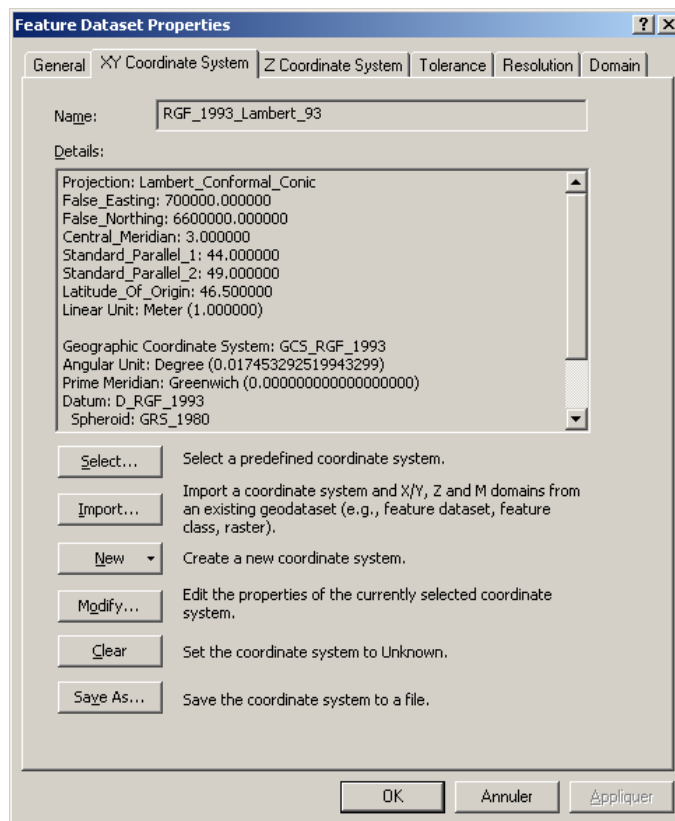 Feature Dataset Properties
General XY Coordinate System Z Coordinate System Tolerance Resolution Domain
Name: RGF_1993_Lambert_93
Details:
Projection: Lambert_Conformal_Conic
False_Easting: 700000.000000
False_Northing: 6600000.000000
Central_Meridian: 3.000000
Standard_Parallel_1: 44.000000
Standard_Parallel_2: 49.000000
Latitude_Of_Origin: 46.500000
Linear Unit: Meter (1.000000)
Geographic Coordinate System: GCS_RGF_1993
Angular Unit: Degree (0.017453292519943299)
Prime Meridian: Greenwich (0.000000000000000000)
Datum: D_RGF_1993
Spheroid: GRS_1980
Select... Select a predefined coordinate system.
Import... Import a coordinate system and X/Y, Z and M domains from
an existing geodataset (e.g., feature dataset, feature
class, raster).
New Create a new coordinate system.
Modify... Edit the properties of the currently selected coordinate
system.
Clear Set the coordinate system to Unknown.
Save As... Save the coordinate system to a file.
OK Annuler Appliquer